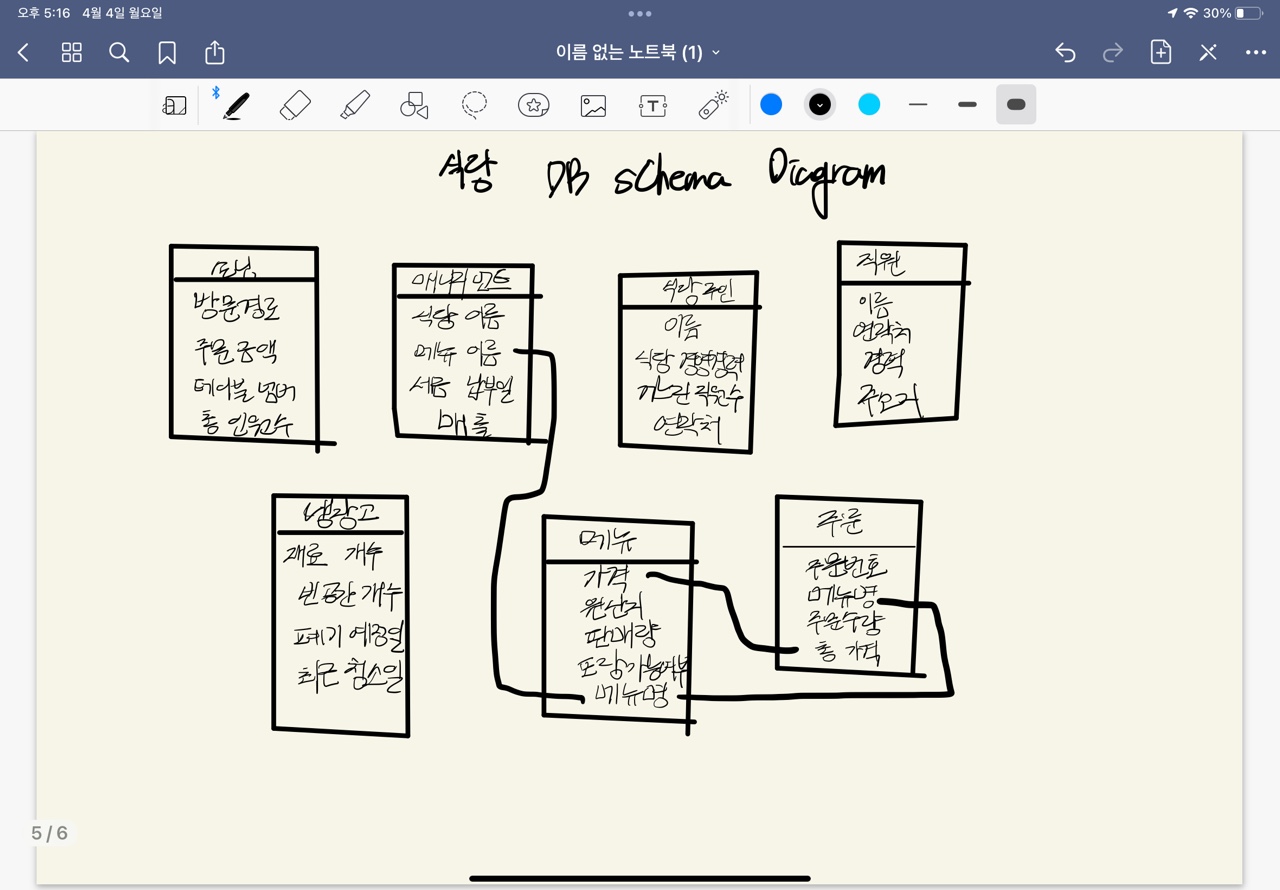 오후 5:16 4월 4일 월요일
30%
이름 없는 노트북 (1)
식당 DB sChema Diagram
손님
방문경로
주문금액
테이블 넘버
총 인원수
매니지먼트
식당 이름
메뉴 이름
세금 납부일
매출
식당주인
이름
식당 경영경력
거느린 직원수
연락처
직원
이름
연락처
경력
냉장고
재료 개수
빈공간 개수
폐기 예정일
최근 청소일
메뉴
가격
원산지
판매량
포장가능여부
메뉴명
주문
주문번호
메뉴명
주문수량
총 가격
5 / 6